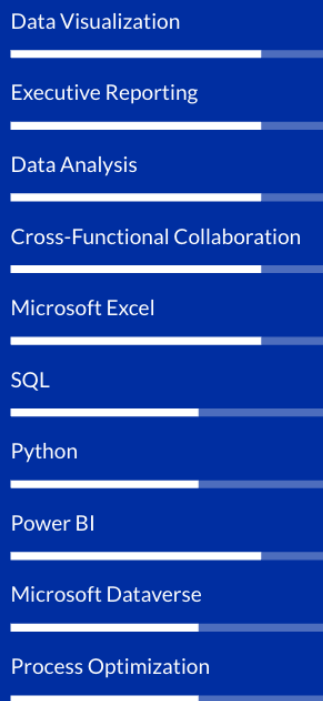 Data Visualization
Executive Reporting
Data Analysis
Cross-Functional Collaboration
Microsoft Excel
SQL
Python
Power BI
Microsoft Dataverse
Process Optimization